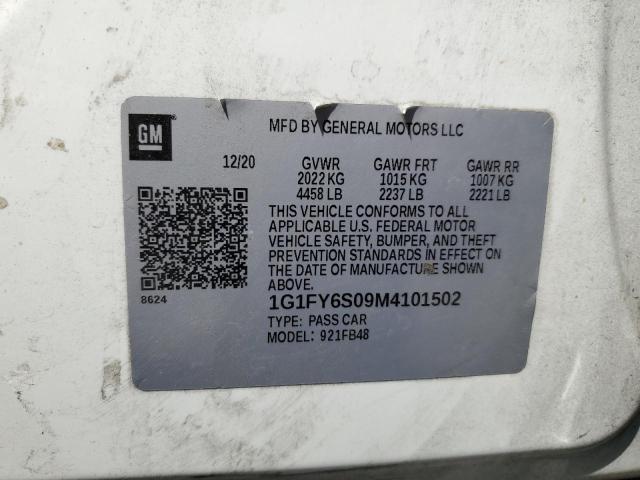 GM
MFD BY GENERAL MOTORS LLC
12/20 GVWR GAWR FRT GAWR RR
2022 KG 1015 KG 1007 KG
4458 LB 2237 LB 2221 LB
THIS VEHICLE CONFORMS TO ALL
APPLICABLE U.S. FEDERAL MOTOR
VEHICLE SAFETY, BUMPER, AND THEFT
PREVENTION STANDARDS IN EFFECT ON
THE DATE OF MANUFACTURE SHOWN
ABOVE.
8624
1G1FY6S09M4101502
TYPE: PASS CAR
MODEL: 921FB48